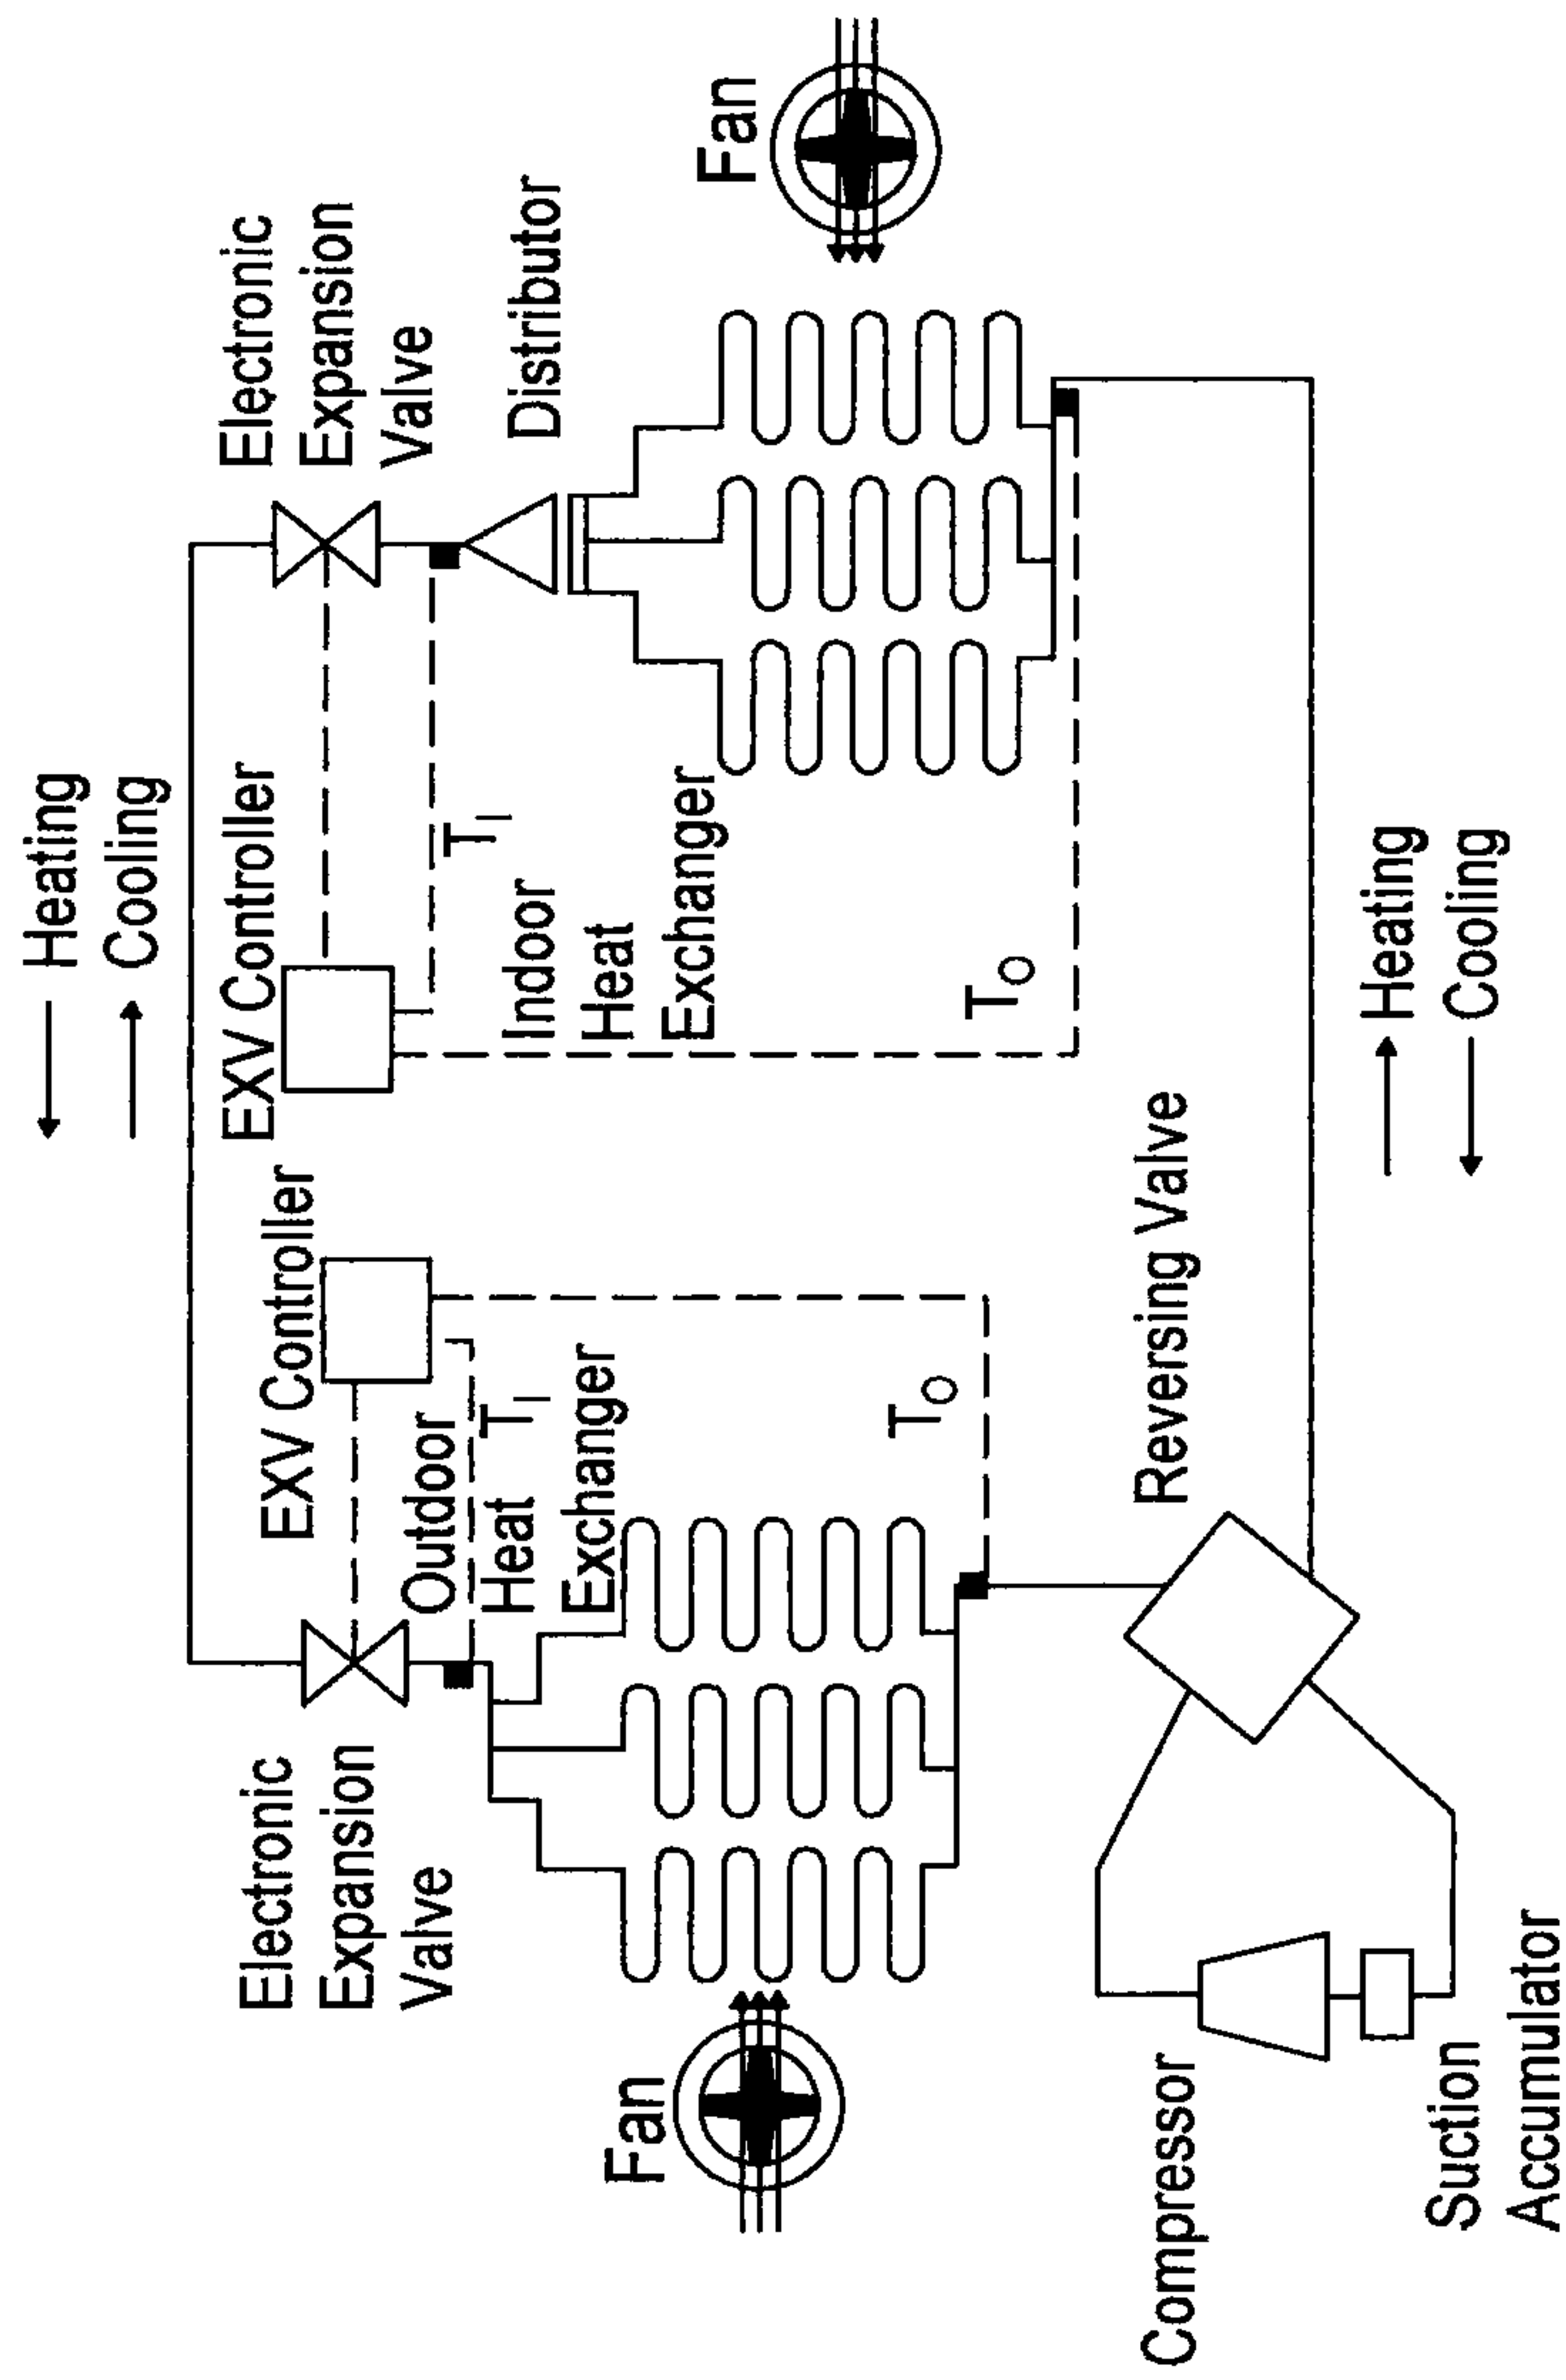 Heating
Cooling
Electronic
Expansion
Valve
EXV Controller
Outdoor
Heat
Exchanger
T_I
T_O
Fan
EXV Controller
T_I
Indoor
Heat
Exchanger
T_O
Electronic
Expansion
Valve
Distributor
Fan
Compressor
Suction
Accumulator
Reversing Valve
Heating
Cooling